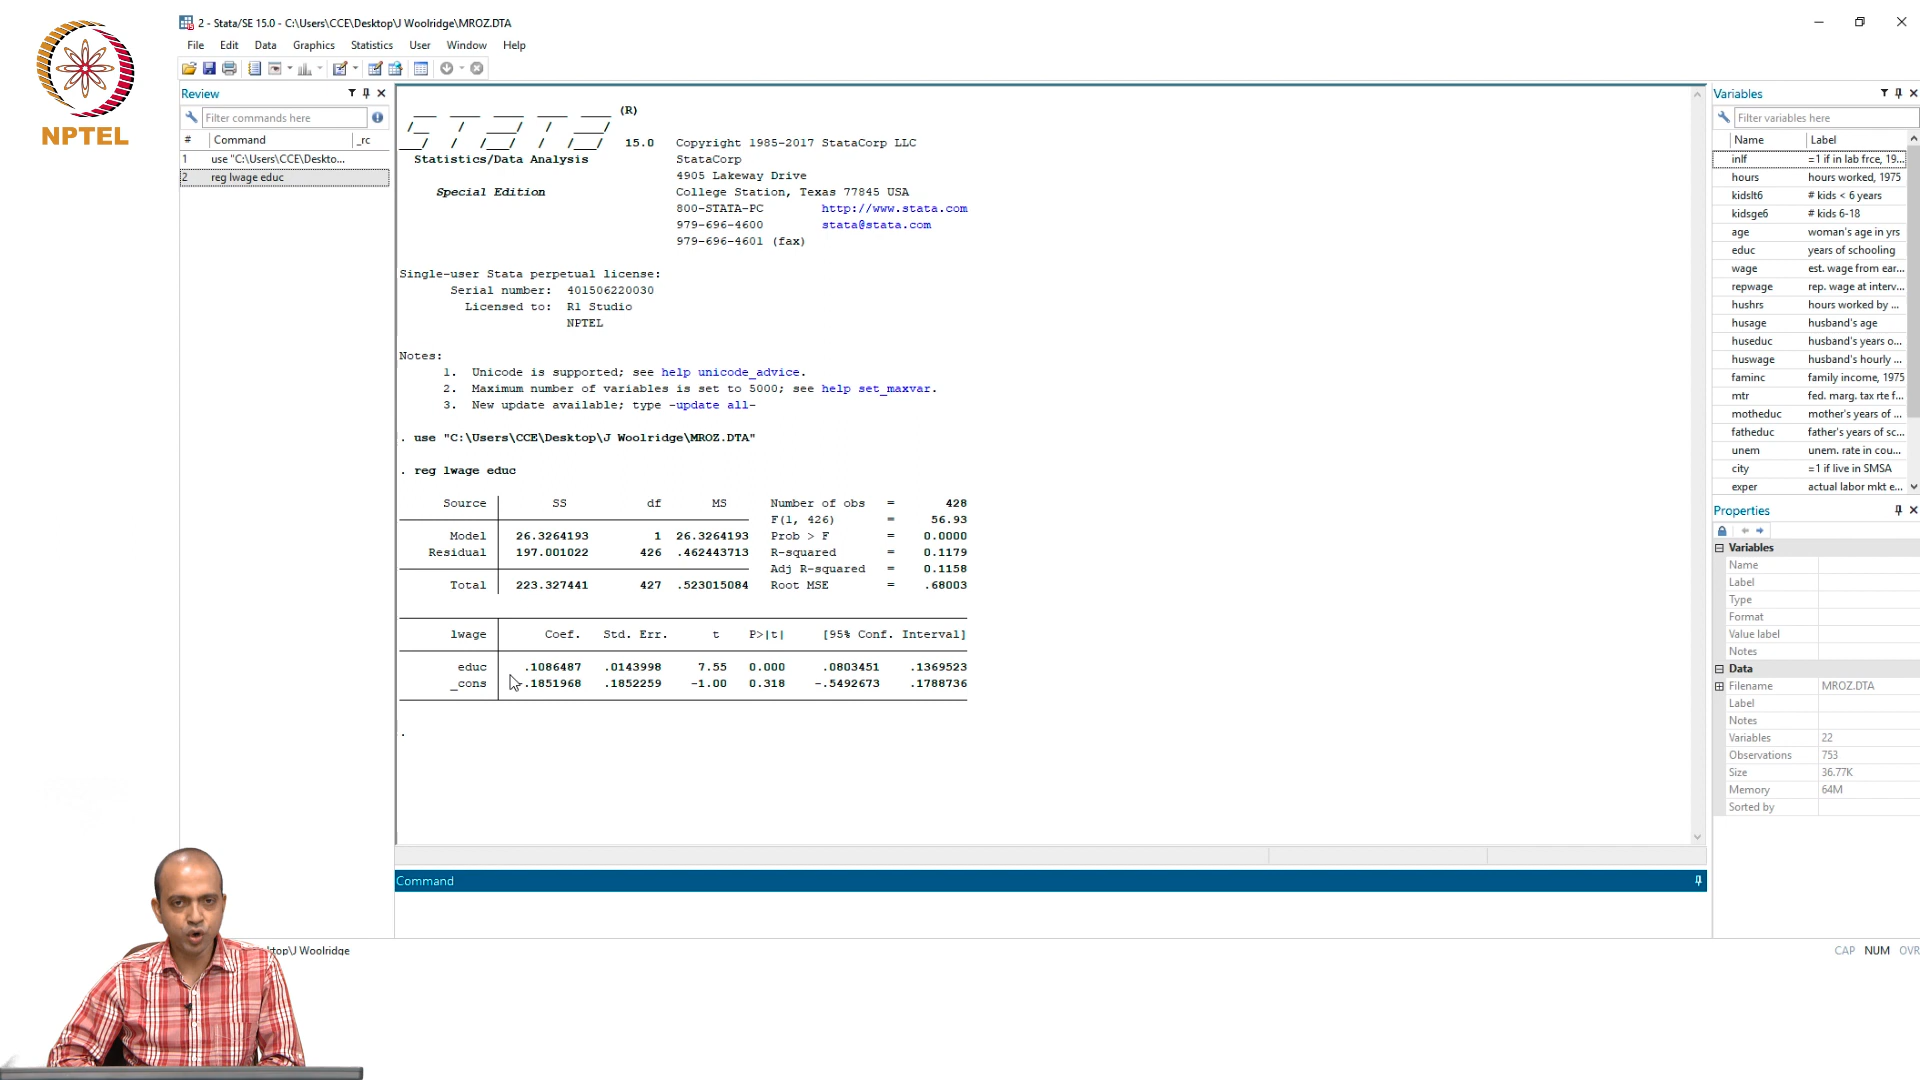 NPTEL
2 - Stata/SE 15.0 - C:\Users\CCE\Desktop\J Woolridge\MROZ.DTA
File Edit Data Graphics Statistics User Window Help
Review
Filter commands here
# Command _rc
1 use "C:\Users\CCE\Deskto...
2 reg lwage educ
(R)
15.0 Copyright 1985-2017 StataCorp LLC
Statistics/Data Analysis StataCorp
4905 Lakeway Drive
Special Edition College Station, Texas 77845 USA
800-STATA-PC http://www.stata.com
979-696-4600 stata@stata.com
979-696-4601 (fax)
Single-user Stata perpetual license:
Serial number: 401506220030
Licensed to: R1 Studio
NPTEL
Notes:
1. Unicode is supported; see help unicode_advice.
2. Maximum number of variables is set to 5000; see help set_maxvar.
3. New update available; type -update all-
. use "C:\Users\CCE\Desktop\J Woolridge\MROZ.DTA"
. reg lwage educ
Source SS df MS Number of obs = 428
F(1, 426) = 56.93
Model 26.3264193 1 26.3264193 Prob > F = 0.0000
Residual 197.001022 426 .462443713 R-squared = 0.1179
Adj R-squared = 0.1158
Total 223.327441 427 .523015084 Root MSE = .68003
lwage Coef. Std. Err. t P>|t| [95% Conf. Interval]
educ .1086487 .0143998 7.55 0.000 .0803451 .1369523
_cons -.1851968 .1852259 -1.00 0.318 -.5492673 .1788736
.
Command
Variables
Filter variables here
Name Label
inlf =1 if in lab frce, 19...
hours hours worked, 1975
kidslt6 # kids < 6 years
kidsge6 # kids 6-18
age woman's age in yrs
educ years of schooling
wage est. wage from ear...
repwage rep. wage at interv...
hushrs hours worked by ...
husage husband's age
huseduc husband's years o...
huswage husband's hourly ...
faminc family income, 1975
mtr fed. marg. tax rte f...
motheduc mother's years of ...
fatheduc father's years of sc...
unem unem. rate in cou...
city =1 if live in SMSA
exper actual labor mkt e...
Properties
Variables
Name
Label
Type
Format
Value label
Notes
Data
Filename MROZ.DTA
Label
Notes
Variables 22
Observations 753
Size 36.77K
Memory 64M
Sorted by
ktop\J Woolridge
CAP NUM OVR